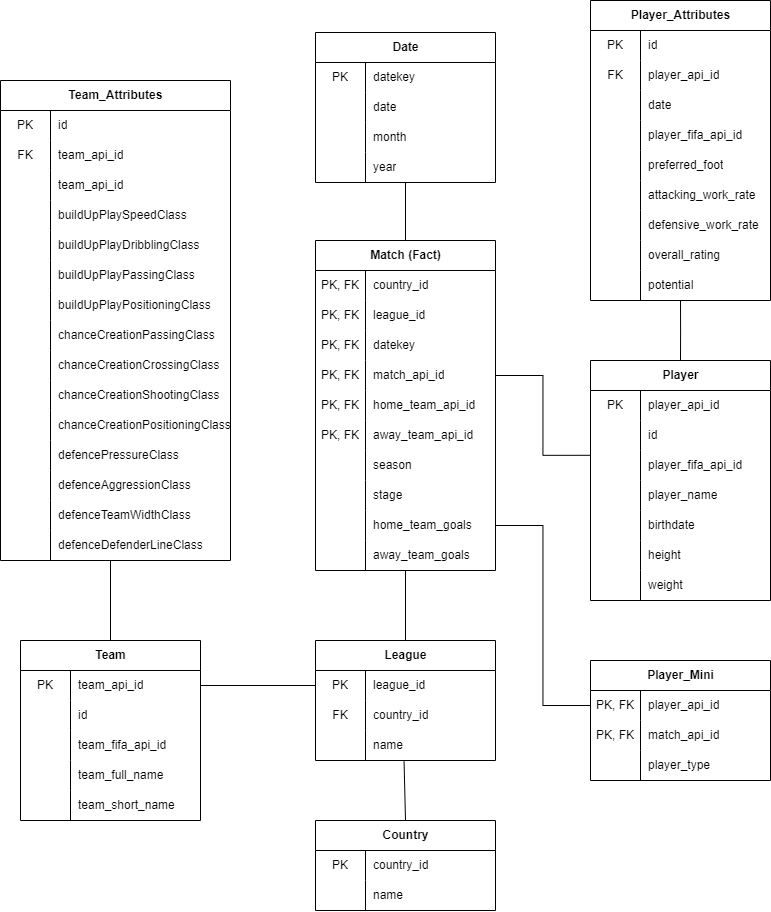 Date
PK datekey
date
month
year
Player_Attributes
PK id
FK player_api_id
date
player_fifa_api_id
preferred_foot
attacking_work_rate
defensive_work_rate
overall_rating
potential
Team_Attributes
PK id
FK team_api_id
team_api_id
buildUpPlaySpeedClass
buildUpPlayDribblingClass
buildUpPlayPassingClass
buildUpPlayPositioningClass
chanceCreationPassingClass
chanceCreationCrossingClass
chanceCreationShootingClass
chanceCreationPositioningClass
defencePressureClass
defenceAggressionClass
defenceTeamWidthClass
defenceDefenderLineClass
Match (Fact)
PK, FK country_id
PK, FK league_id
PK, FK datekey
PK, FK match_api_id
PK, FK home_team_api_id
PK, FK away_team_api_id
season
stage
home_team_goals
away_team_goals
Player
PK player_api_id
id
player_fifa_api_id
player_name
birthdate
height
weight
Team
PK team_api_id
id
team_fifa_api_id
team_full_name
team_short_name
League
PK league_id
FK country_id
name
Player_Mini
PK, FK player_api_id
PK, FK match_api_id
player_type
Country
PK country_id
name